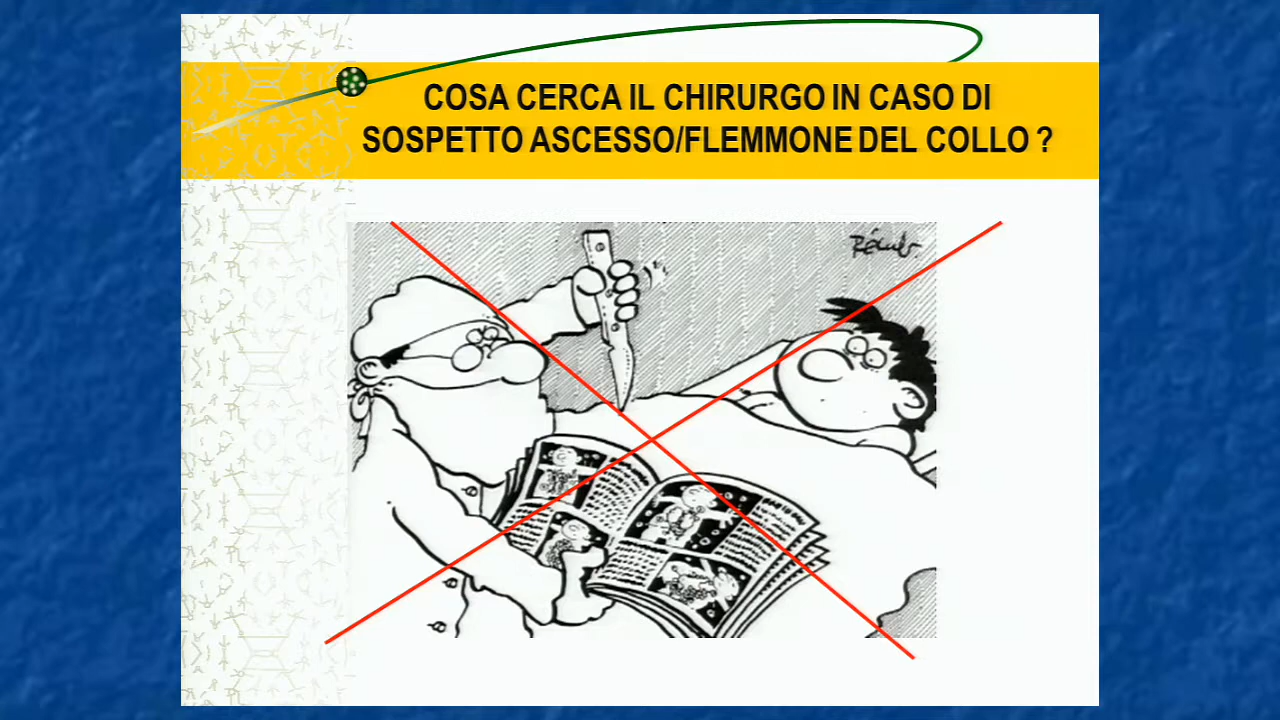 COSA CERCA IL CHIRURGO IN CASO DI
SOSPETTO ASCESSO/FLEMMONE DEL COLLO ?